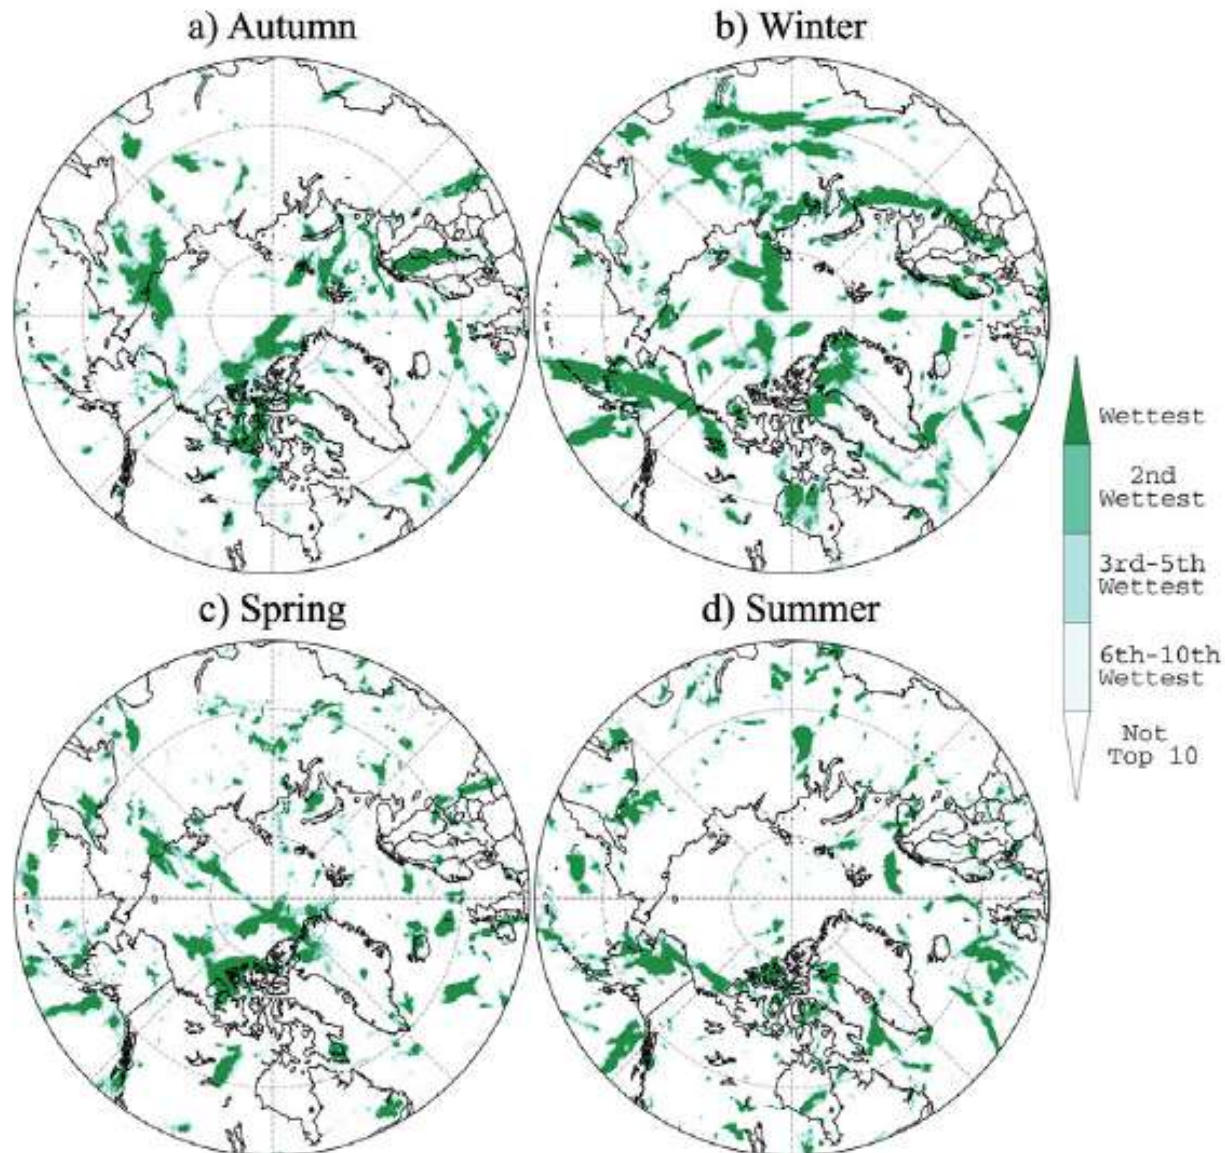 a) Autumn
b) Winter
c) Spring
d) Summer
Wettest
2nd
Wettest
3rd-5th
Wettest
6th-10th
Wettest
Not
Top 10